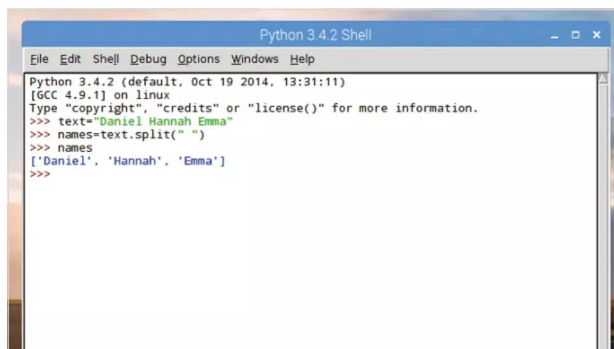 Python 3.4.2 Shell
File Edit Shell Debug Options Windows Help
Python 3.4.2 (default, Oct 19 2014, 13:31:11)
[GCC 4.9.1] on linux
Type "copyright", "credits" or "license()" for more information.
>>> text="Daniel Hannah Emma"
>>> names=text.split(" ")
>>> names
['Daniel', 'Hannah', 'Emma']
>>>